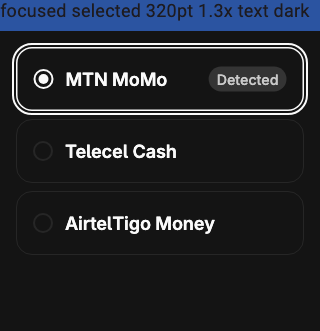 focused selected 320pt 1.3x text dark
MTN MoMo Detected
Telecel Cash
AirtelTigo Money